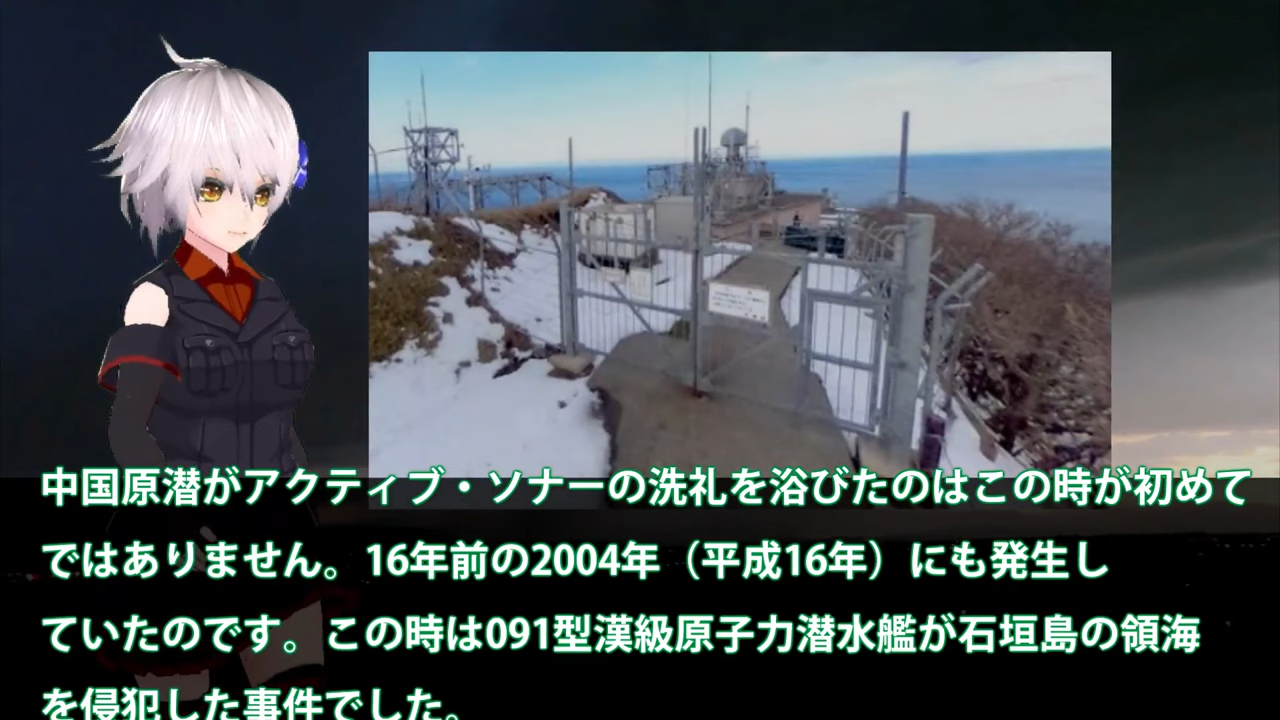 中国原潜がアクティブ・ソナーの洗礼を浴びたのはこの時が初めて
ではありません。16年前の2004年（平成16年）にも発生し
ていたのです。この時は091型漢級原子力潜水艦が石垣島の領海
を侵犯した事件でした。